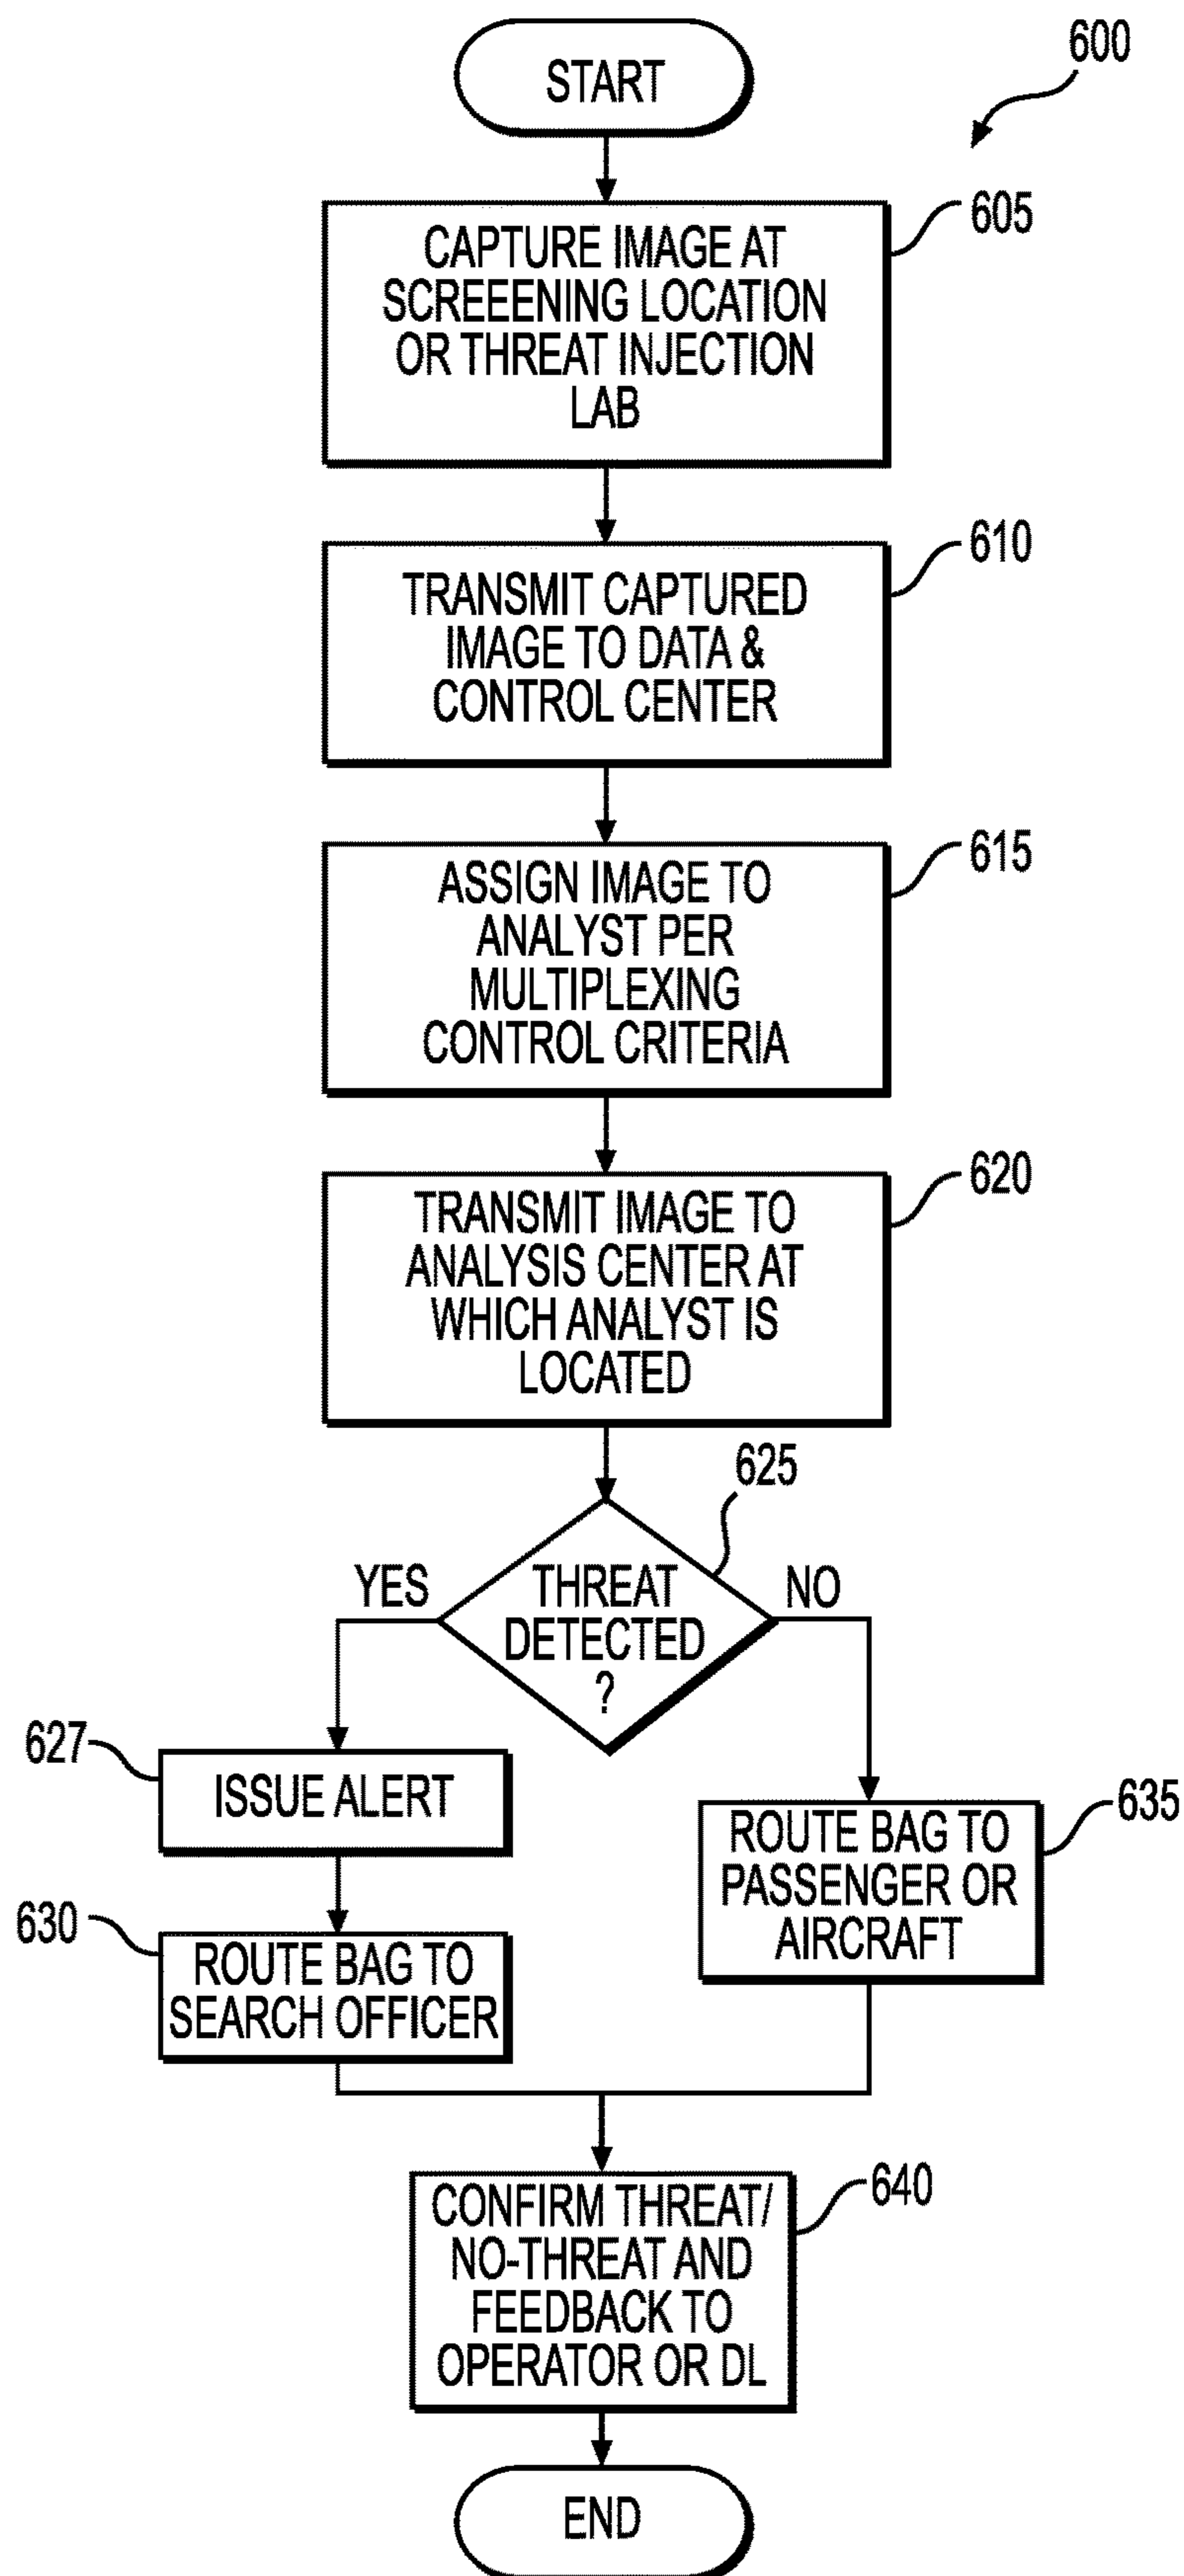 START
600
CAPTURE IMAGE AT
SCREEENING LOCATION
OR THREAT INJECTION
LAB
605
TRANSMIT CAPTURED
IMAGE TO DATA &
CONTROL CENTER
610
ASSIGN IMAGE TO
ANALYST PER
MULTIPLEXING
CONTROL CRITERIA
615
TRANSMIT IMAGE TO
ANALYSIS CENTER AT
WHICH ANALYST IS
LOCATED
620
625
YES
THREAT
DETECTED
?
NO
627
ISSUE ALERT
630
ROUTE BAG TO
SEARCH OFFICER
ROUTE BAG TO
PASSENGER OR
AIRCRAFT
635
CONFIRM THREAT/
NO-THREAT AND
FEEDBACK TO
OPERATOR OR DL
640
END